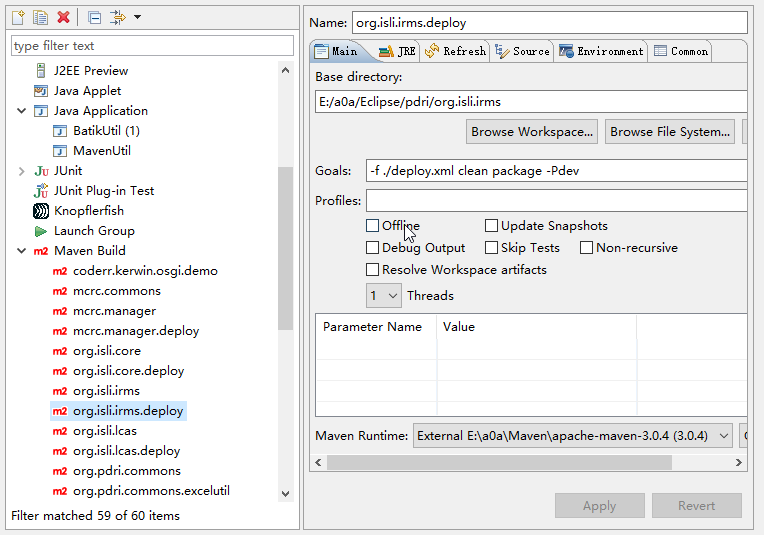 type filter text
J2EE Preview
Java Applet
Java Application
BatikUtil (1)
MavenUtil
JUnit
JUnit Plug-in Test
Knopflerfish
Launch Group
Maven Build
m2 coderr.kerwin.osgi.demo
m2 mcrc.commons
m2 mcrc.manager
m2 mcrc.manager.deploy
m2 org.isli.core
m2 org.isli.core.deploy
m2 org.isli.irms
m2 org.isli.irms.deploy
m2 org.isli.lcas
m2 org.isli.lcas.deploy
m2 org.pdri.commons
m2 org.pdri.commons.excelutil
Filter matched 59 of 60 items
Name: org.isli.irms.deploy
Main JRE Refresh Source Environment Common
Base directory:
E:/a0a/Eclipse/pdri/org.isli.irms
Browse Workspace... Browse File System...
Goals: -f ./deploy.xml clean package -Pdev
Profiles:
Offline Update Snapshots
Debug Output Skip Tests Non-recursive
Resolve Workspace artifacts
1 Threads
Parameter Name Value
Maven Runtime: External E:\a0a\Maven\apache-maven-3.0.4 (3.0.4)
Apply Revert